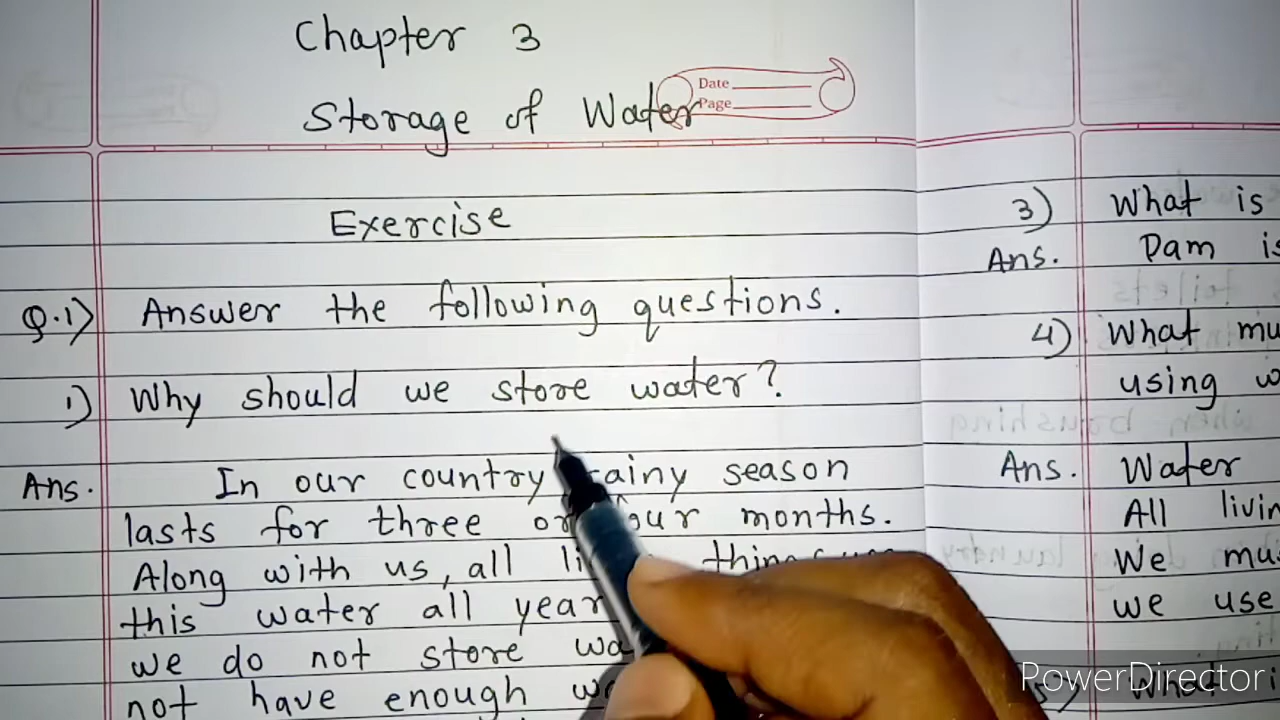 Chapter 3
Date
Page
Storage of Water
Exercise
Q.1) Answer the following questions.
1) Why should we store water?
Ans. In our country rainy season
lasts for three or four months.
Along with us, all
this water all year
we do not store
not have enough
3) What is
Ans. Dam is
4) What
using
Ans. Water
All
We
we use
5) What
PowerDirector